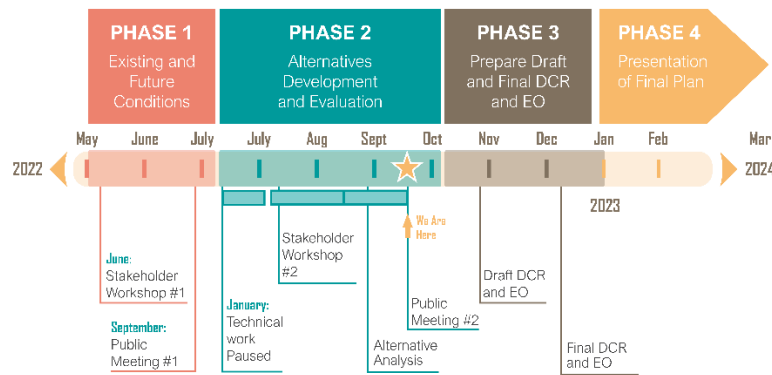 PHASE 1
Existing and
Future
Conditions
PHASE 2
Alternatives
Development
and Evaluation
PHASE 3
Prepare Draft
and Final DCR
and EO
PHASE 4
Presentation
of Final Plan
May June July July Aug Sept Oct Nov Dec Jan Feb Mar
2022
2024
2023
We Are
Here
June:
Stakeholder
Workshop #1
September:
Public
Meeting #1
Stakeholder
Workshop
#2
January:
Technical
work
Paused
Alternative
Analysis
Public
Meeting #2
Draft DCR
and EO
Final DCR
and EO